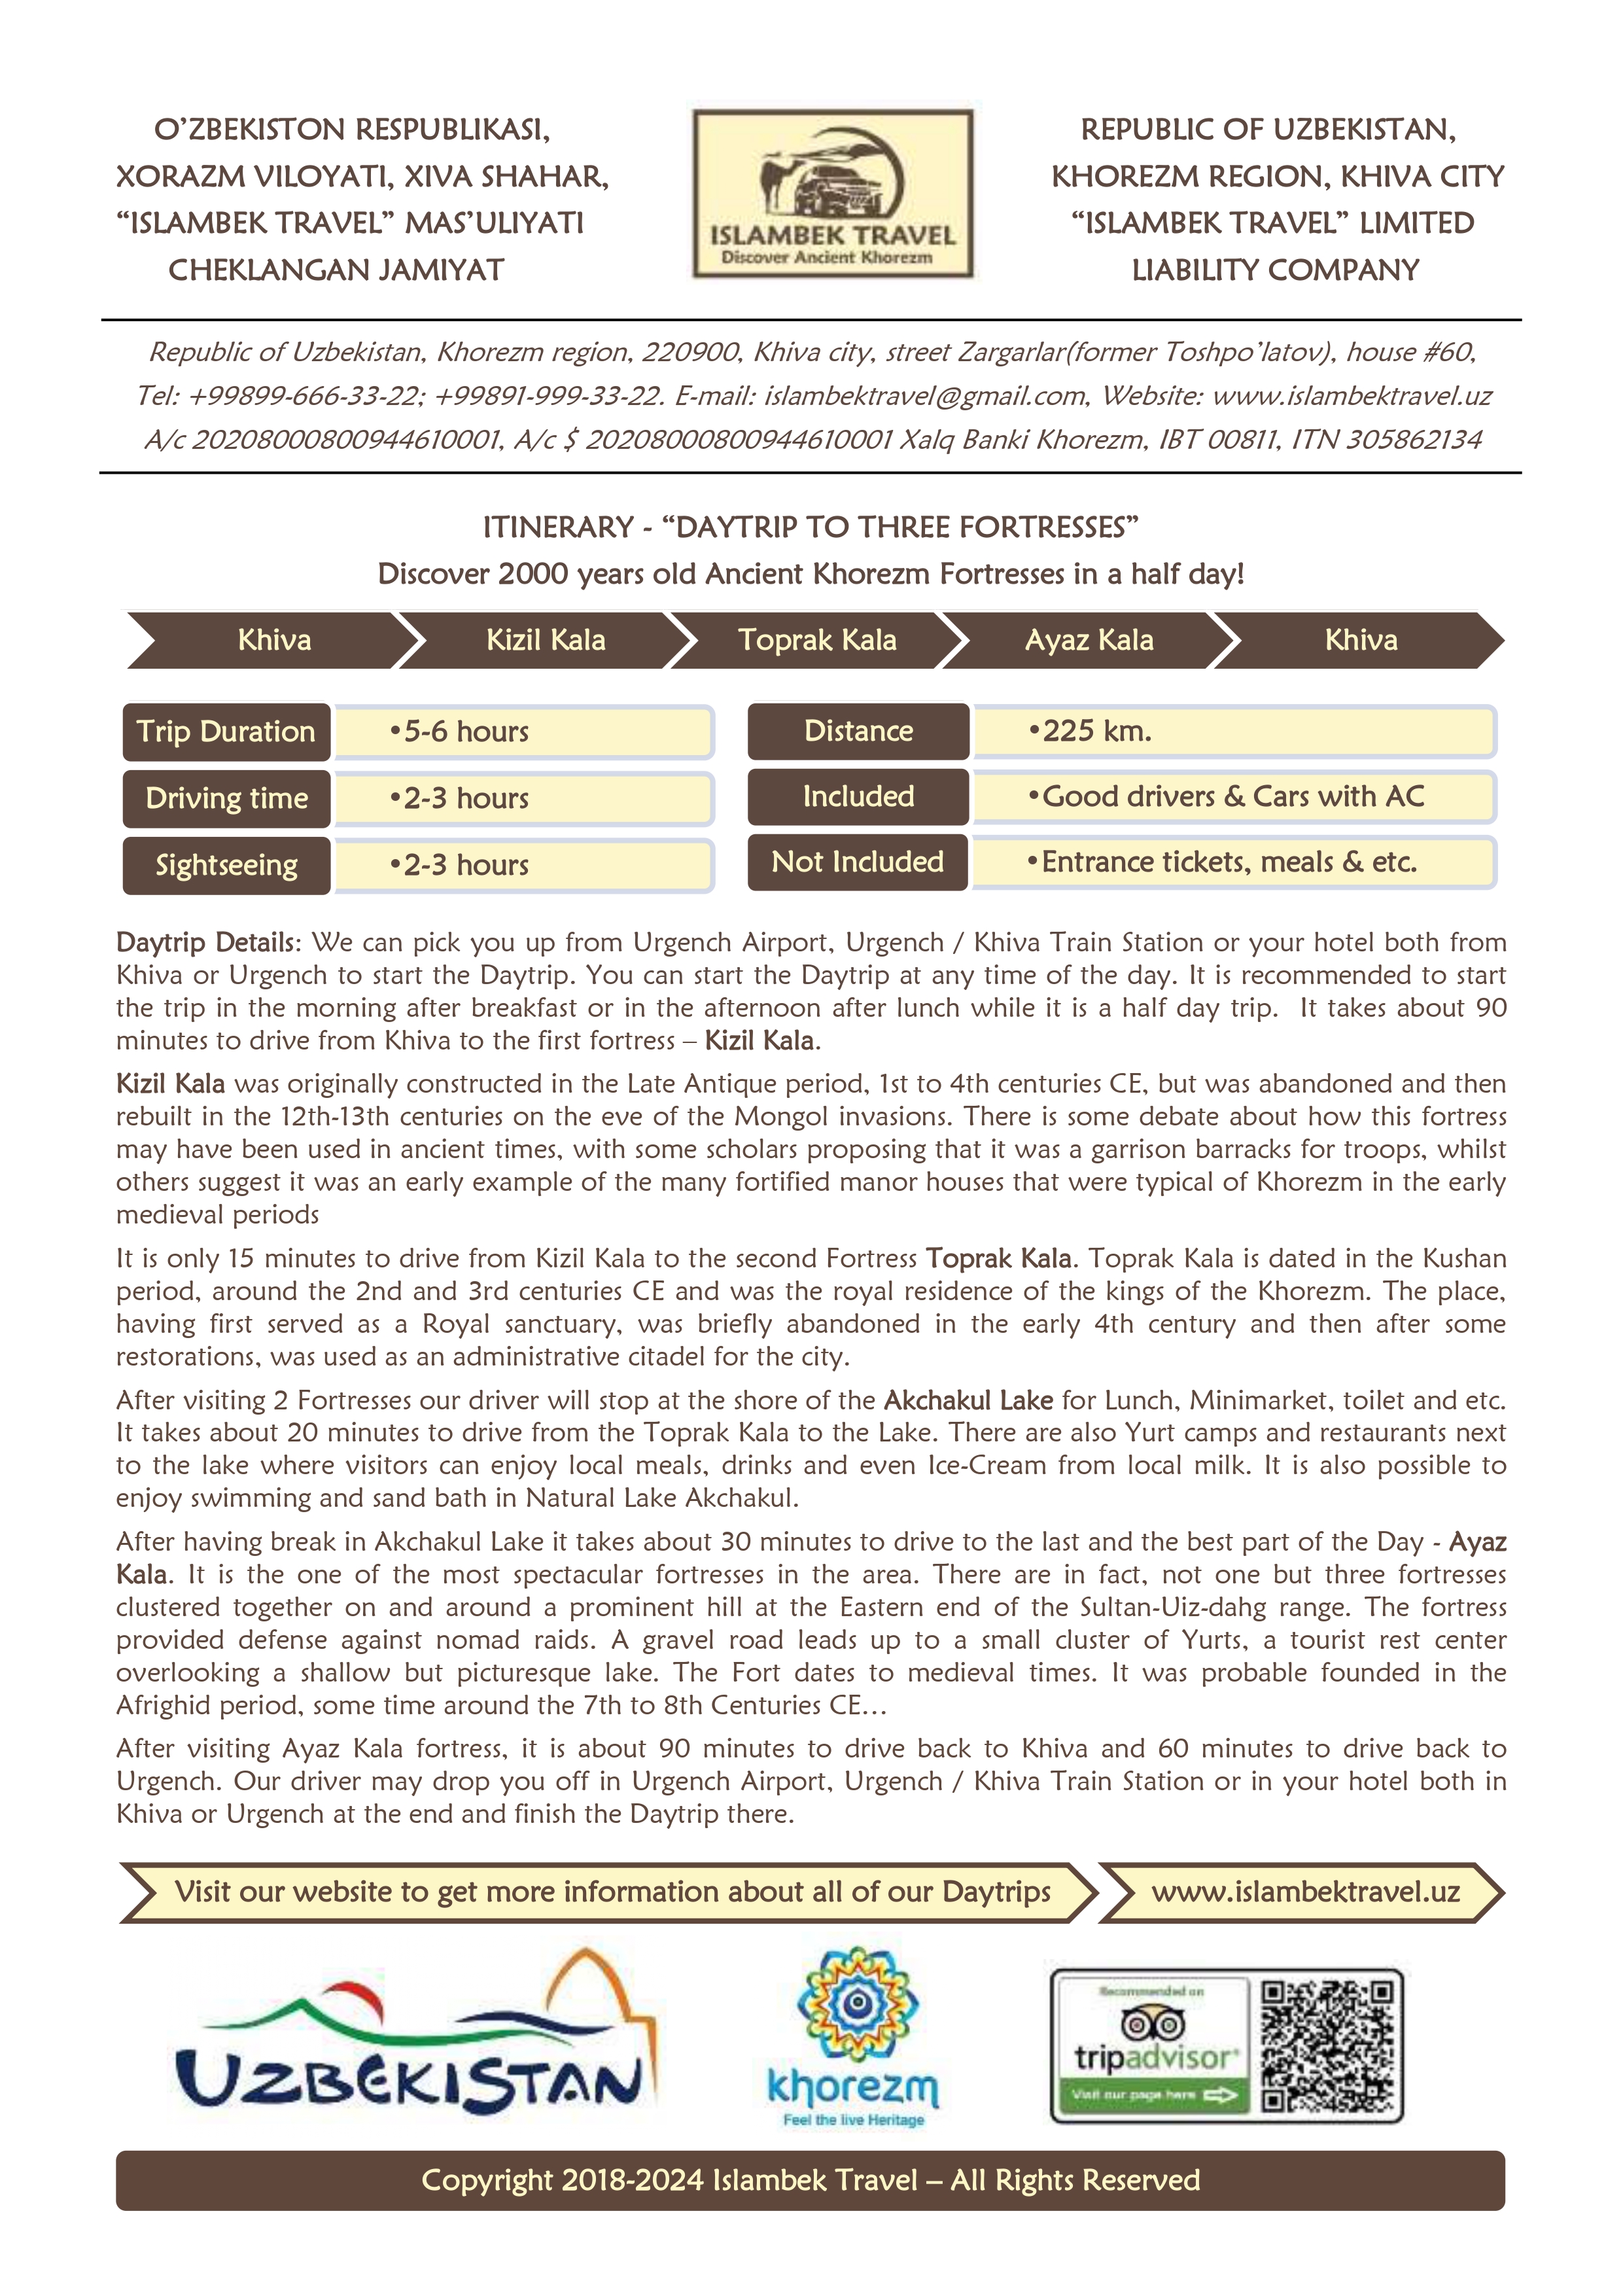 O’ZBEKISTON RESPUBLIKASI,
XORAZM VILOYATI, XIVA SHAHAR,
“ISLAMBEK TRAVEL” MAS’ULIYATI
CHEKLANGAN JAMIYAT
ISLAMBEK TRAVEL
Discover Ancient Khorezm
REPUBLIC OF UZBEKISTAN,
KHOREZM REGION, KHIVA CITY
“ISLAMBEK TRAVEL” LIMITED
LIABILITY COMPANY
Republic of Uzbekistan, Khorezm region, 220900, Khiva city, street Zargarlar(former Toshpo’latov), house #60,
Tel: +99899-666-33-22; +99891-999-33-22. E-mail: islambektravel@gmail.com, Website: www.islambektravel.uz
A/c 20208000800944610001, A/c $ 20208000800944610001 Xalq Banki Khorezm, IBT 00811, ITN 305862134
ITINERARY - “DAYTRIP TO THREE FORTRESSES”
Discover 2000 years old Ancient Khorezm Fortresses in a half day!
Khiva Kizil Kala Toprak Kala Ayaz Kala Khiva
Trip Duration •5-6 hours
Driving time •2-3 hours
Sightseeing •2-3 hours
Distance •225 km.
Included •Good drivers & Cars with AC
Not Included •Entrance tickets, meals & etc.
Daytrip Details: We can pick you up from Urgench Airport, Urgench / Khiva Train Station or your hotel both from
Khiva or Urgench to start the Daytrip. You can start the Daytrip at any time of the day. It is recommended to start
the trip in the morning after breakfast or in the afternoon after lunch while it is a half day trip. It takes about 90
minutes to drive from Khiva to the first fortress – Kizil Kala.
Kizil Kala was originally constructed in the Late Antique period, 1st to 4th centuries CE, but was abandoned and then
rebuilt in the 12th-13th centuries on the eve of the Mongol invasions. There is some debate about how this fortress
may have been used in ancient times, with some scholars proposing that it was a garrison barracks for troops, whilst
others suggest it was an early example of the many fortified manor houses that were typical of Khorezm in the early
medieval periods
It is only 15 minutes to drive from Kizil Kala to the second Fortress Toprak Kala. Toprak Kala is dated in the Kushan
period, around the 2nd and 3rd centuries CE and was the royal residence of the kings of the Khorezm. The place,
having first served as a Royal sanctuary, was briefly abandoned in the early 4th century and then after some
restorations, was used as an administrative citadel for the city.
After visiting 2 Fortresses our driver will stop at the shore of the Akchakul Lake for Lunch, Minimarket, toilet and etc.
It takes about 20 minutes to drive from the Toprak Kala to the Lake. There are also Yurt camps and restaurants next
to the lake where visitors can enjoy local meals, drinks and even Ice-Cream from local milk. It is also possible to
enjoy swimming and sand bath in Natural Lake Akchakul.
After having break in Akchakul Lake it takes about 30 minutes to drive to the last and the best part of the Day - Ayaz
Kala. It is the one of the most spectacular fortresses in the area. There are in fact, not one but three fortresses
clustered together on and around a prominent hill at the Eastern end of the Sultan-Uiz-dahg range. The fortress
provided defense against nomad raids. A gravel road leads up to a small cluster of Yurts, a tourist rest center
overlooking a shallow but picturesque lake. The Fort dates to medieval times. It was probable founded in the
Afrighid period, some time around the 7th to 8th Centuries CE…
After visiting Ayaz Kala fortress, it is about 90 minutes to drive back to Khiva and 60 minutes to drive back to
Urgench. Our driver may drop you off in Urgench Airport, Urgench / Khiva Train Station or in your hotel both in
Khiva or Urgench at the end and finish the Daytrip there.
Visit our website to get more information about all of our Daytrips www.islambektravel.uz
UZBEKISTAN
khorezm
Feel the live Heritage
Recommended on
tripadvisor®
Visit our page here
Copyright 2018-2024 Islambek Travel – All Rights Reserved